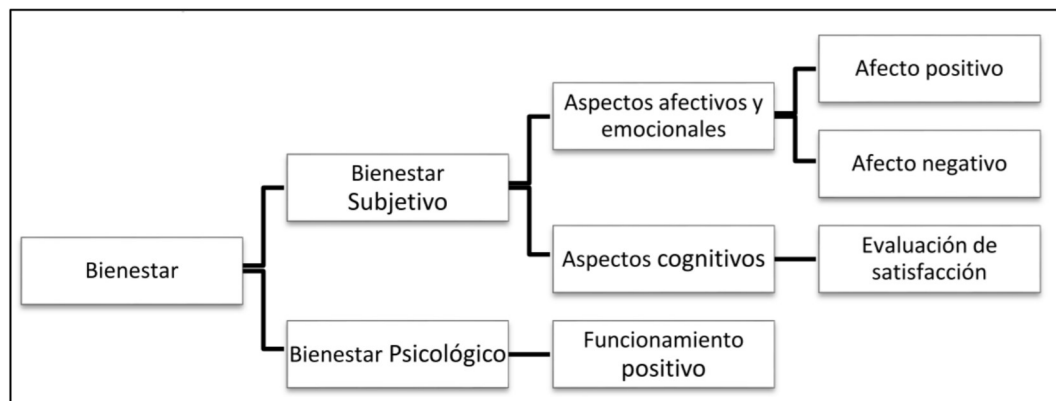 Bienestar
Bienestar
Subjetivo
Bienestar Psicológico
Aspectos afectivos y
emocionales
Aspectos cognitivos
Funcionamiento
positivo
Afecto positivo
Afecto negativo
Evaluación de
satisfacción